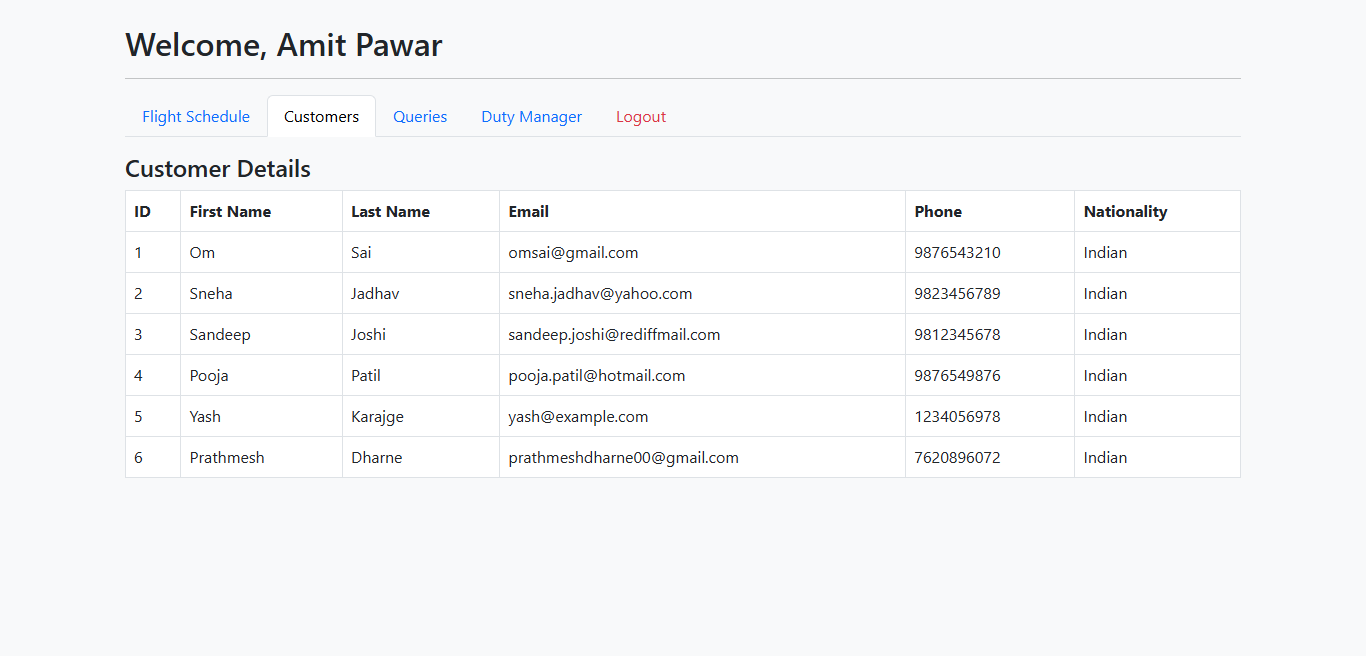 Welcome, Amit Pawar
Flight Schedule Customers Queries Duty Manager Logout
Customer Details
ID First Name Last Name Email Phone Nationality
1 Om Sai omsai@gmail.com 9876543210 Indian
2 Sneha Jadhav sneha.jadhav@yahoo.com 9823456789 Indian
3 Sandeep Joshi sandeep.joshi@rediffmail.com 9812345678 Indian
4 Pooja Patil pooja.patil@hotmail.com 9876549876 Indian
5 Yash Karajge yash@example.com 1234056978 Indian
6 Prathmesh Dharne prathmeshdharne00@gmail.com 7620896072 Indian